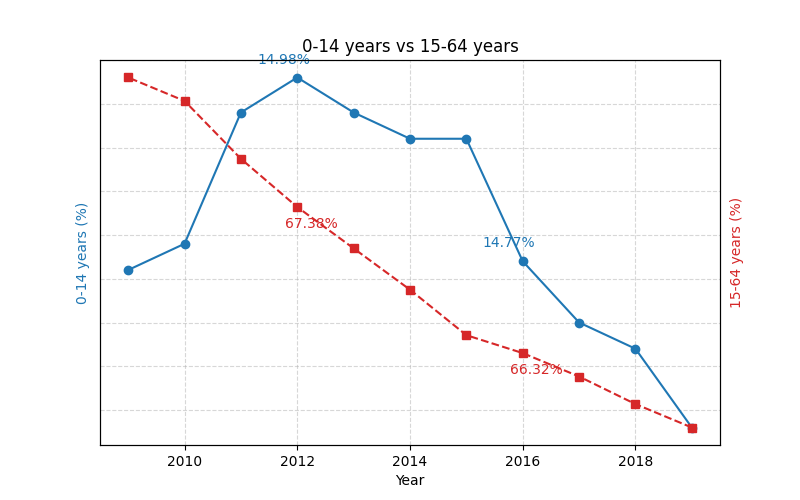 0-14 years vs 15-64 years
14.98%
67.38%
14.77%
66.32%
0-14 years (%)
15-64 years (%)
2010 2012 2014 2016 2018
Year